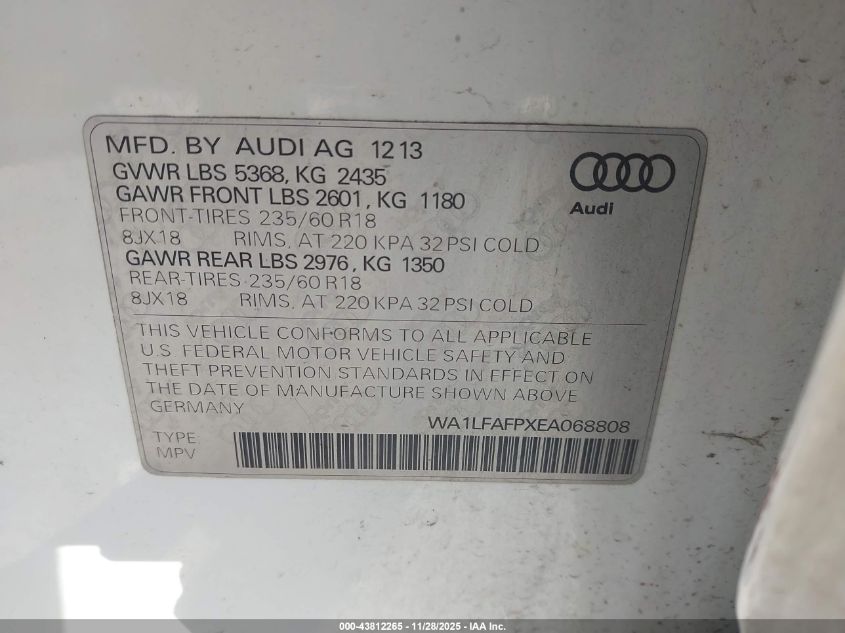 MFD. BY AUDI AG 12 13
GVWR LBS 5368, KG 2435
GAWR FRONT LBS 2601, KG 1180
FRONT-TIRES 235/60 R18
8JX18 RIMS, AT 220 KPA 32 PSI COLD
GAWR REAR LBS 2976, KG 1350
REAR-TIRES 235/60 R18
8JX18 RIMS, AT 220 KPA 32 PSI COLD
Audi
THIS VEHICLE CONFORMS TO ALL APPLICABLE
U.S. FEDERAL MOTOR VEHICLE SAFETY AND
THEFT PREVENTION STANDARDS IN EFFECT ON
THE DATE OF MANUFACTURE SHOWN ABOVE
GERMANY
WA1LFAFPXEA068808
TYPE:
MPV
000-43812265 - 11/28/2025 - IAA Inc.